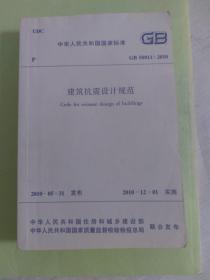 UDC
中华人民共和国国家标准
GB
P
GB 50011-2010
建筑抗震设计规范
Code for seismic design of buildings
2010-05-31 发布
2010-12-01 实施
中华人民共和国住房和城乡建设部
中华人民共和国国家质量监督检验检疫总局
联合发布